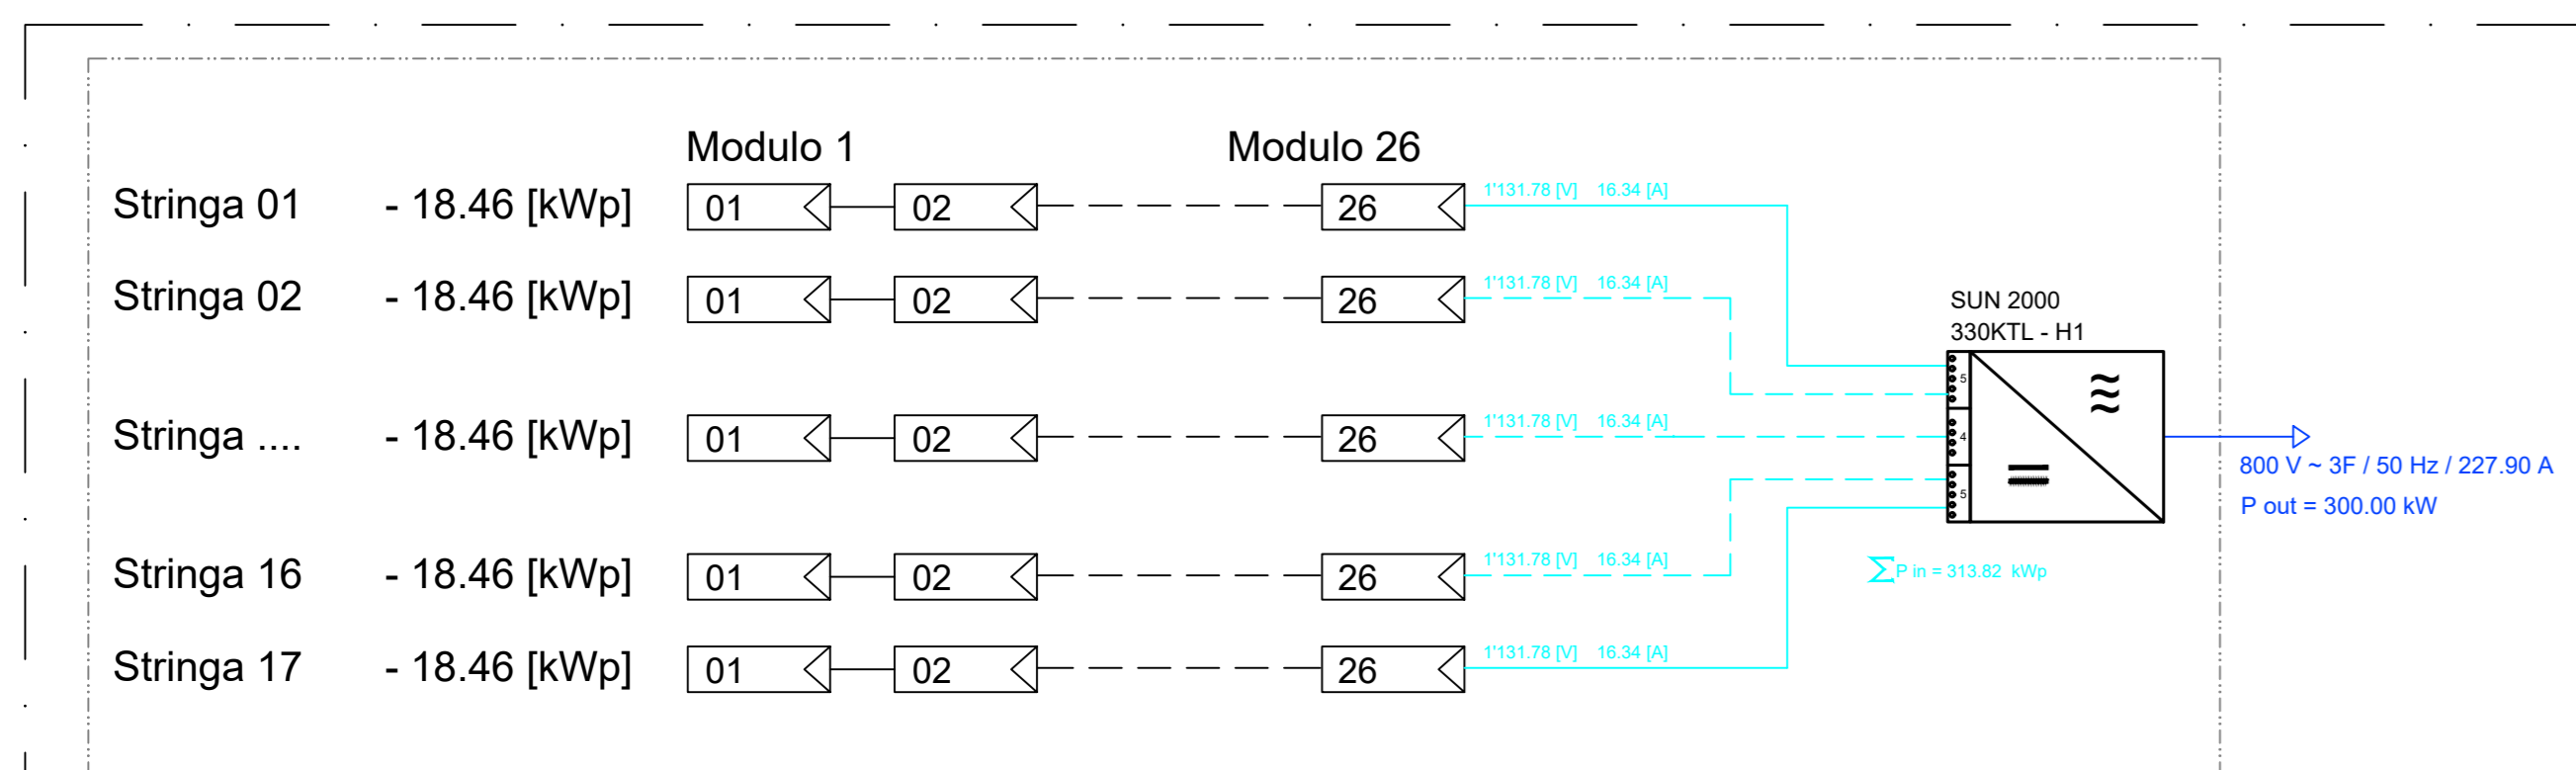 Modulo 1 Modulo 26
Stringa 01 - 18.46 [kWp] 01 02 26 1'131.78 [V] 16.34 [A]
Stringa 02 - 18.46 [kWp] 01 02 26 1'131.78 [V] 16.34 [A]
SUN 2000
330KTL - H1
5
Stringa .... - 18.46 [kWp] 01 02 26 1'131.78 [V] 16.34 [A]
4
800 V ~ 3F / 50 Hz / 227.90 A
5
P out = 300.00 kW
Stringa 16 - 18.46 [kWp] 01 02 26 1'131.78 [V] 16.34 [A]
∑ P in = 313.82 kWp
Stringa 17 - 18.46 [kWp] 01 02 26 1'131.78 [V] 16.34 [A]